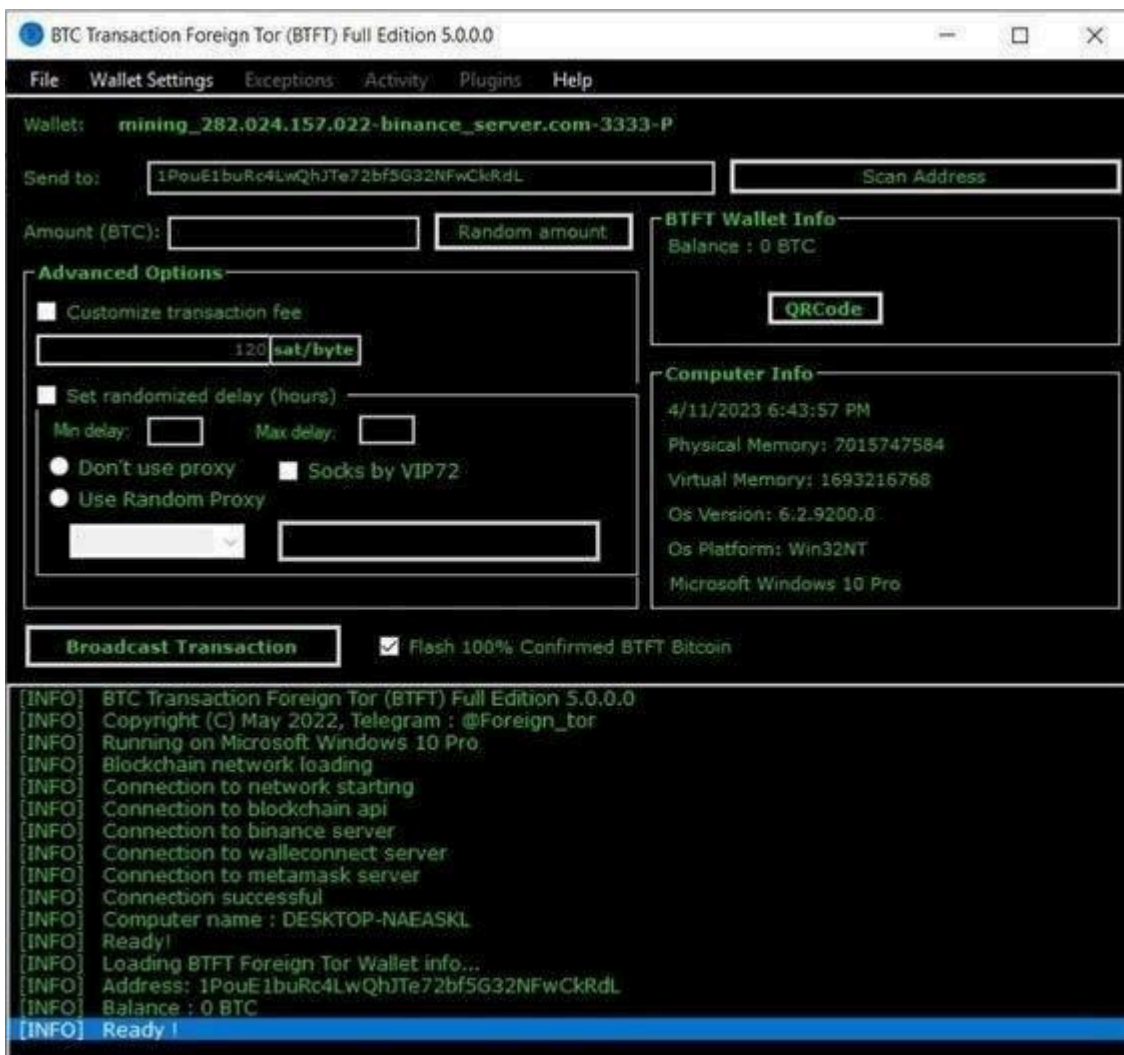 BTC Transaction Foreign Tor (BTFT) Full Edition 5.0.0.0
File Wallet Settings Exceptions Activity Plugins Help
Wallet: mining_282.024.157.022-binance_server.com-3333-P
Send to: 1PouE1buRc4LwQhJTe72bf5G32NFwCkRdL Scan Address
Amount (BTC): Random amount
BTFT Wallet Info
Balance : 0 BTC
QRCode
Advanced Options
Customize transaction fee
120 sat/byte
Set randomized delay (hours)
Min delay: Max delay:
Don't use proxy Socks by VIP72
Use Random Proxy
Computer Info
4/11/2023 6:43:57 PM
Physical Memory: 7015747584
Virtual Memory: 1693216768
Os Version: 6.2.9200.0
Os Platform: Win32NT
Microsoft Windows 10 Pro
Broadcast Transaction Flash 100% Confirmed BTFT Bitcoin
[INFO] BTC Transaction Foreign Tor (BTFT) Full Edition 5.0.0.0
[INFO] Copyright (C) May 2022, Telegram : @Foreign_tor
[INFO] Running on Microsoft Windows 10 Pro
[INFO] Blockchain network loading
[INFO] Connection to network starting
[INFO] Connection to blockchain api
[INFO] Connection to binance server
[INFO] Connection to walleconnect server
[INFO] Connection to metamask server
[INFO] Connection successful
[INFO] Computer name : DESKTOP-NAEASKL
[INFO] Ready!
[INFO] Loading BTFT Foreign Tor Wallet info...
[INFO] Address: 1PouE1buRc4LwQhJTe72bf5G32NFwCkRdL
[INFO] Balance : 0 BTC
[INFO] Ready !